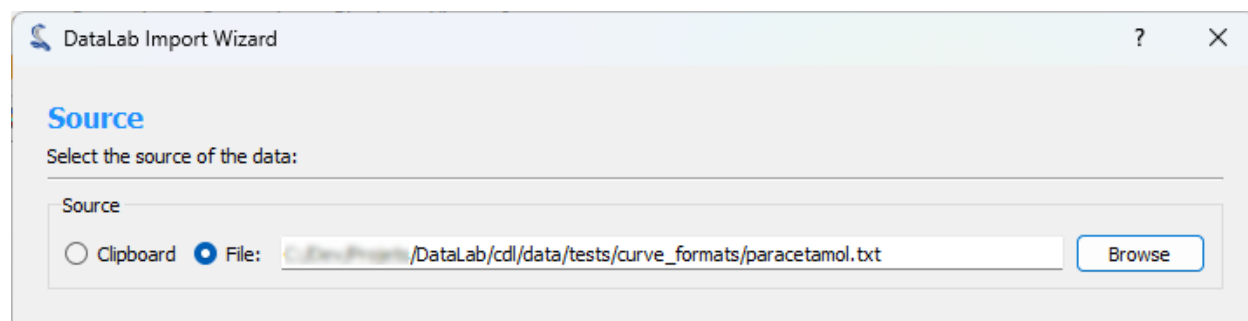 DataLab Import Wizard ?
Source
Select the source of the data:
Source
Clipboard File: /DataLab/cdl/data/tests/curve_formats/paracetamol.txt Browse